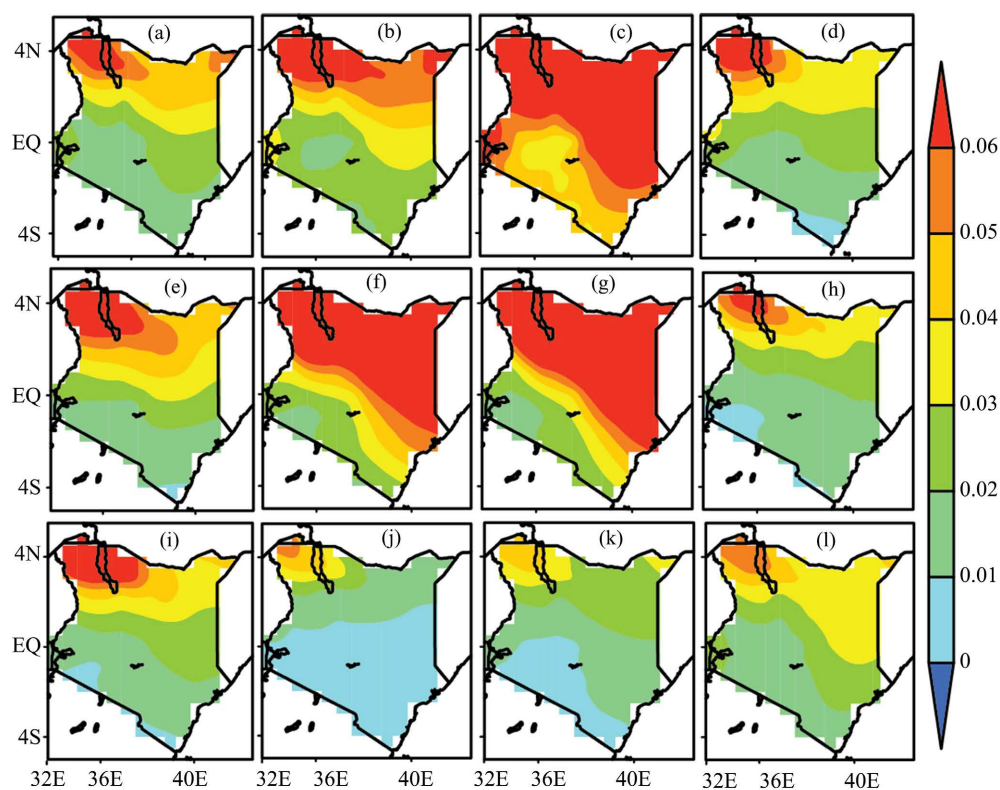 (a) (b) (c) (d)
4N
EQ
4S
(e) (f) (g) (h)
4N
EQ
4S
(i) (j) (k) (l)
4N
EQ
4S
32E 36E 40E 32E 36E 40E 32E 36E 40E 32E 36E 40E
0.06
0.05
0.04
0.03
0.02
0.01
0